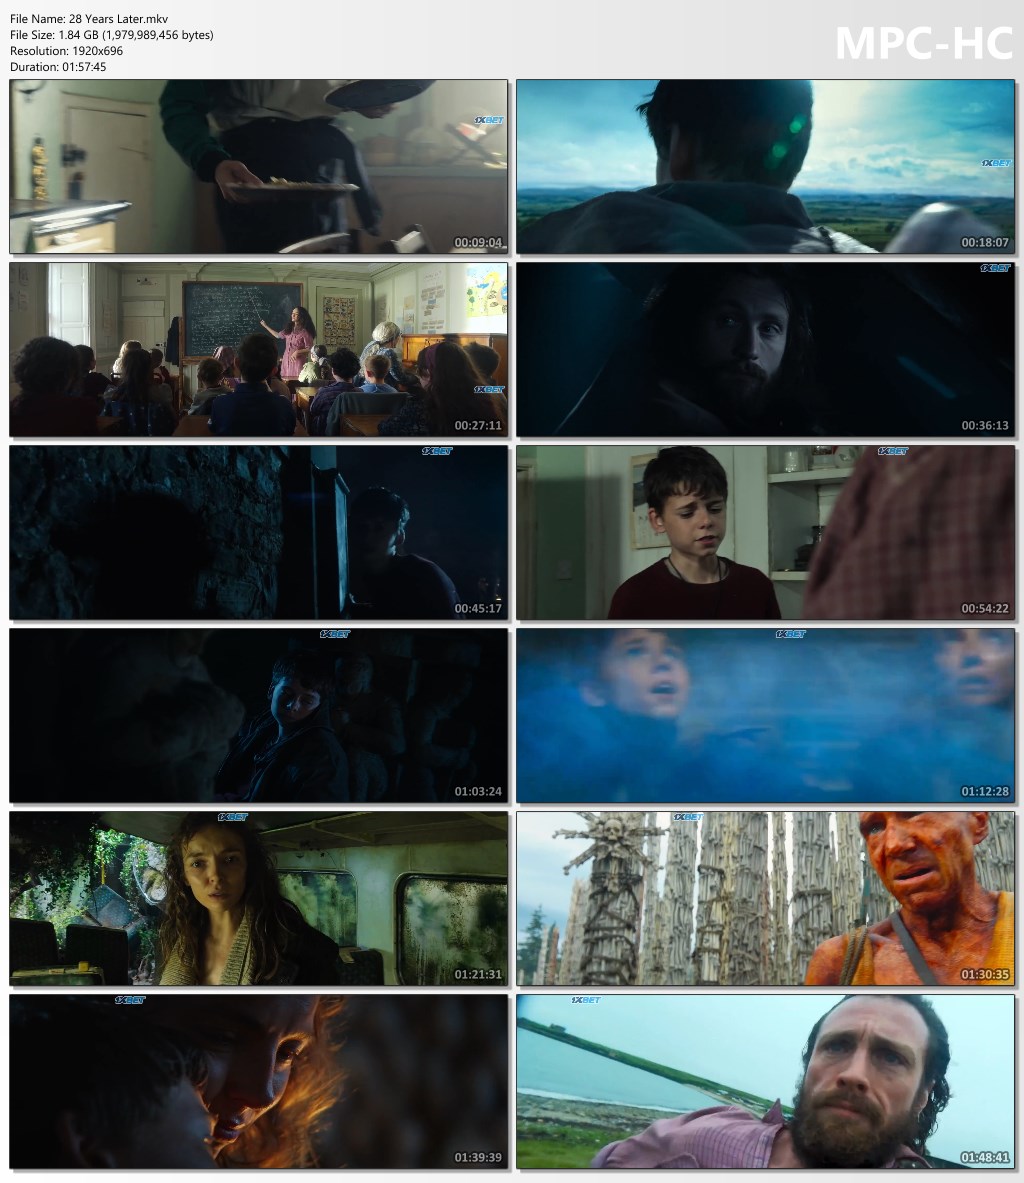 File Name: 28 Years Later.mkv
File Size: 1.84 GB (1,979,989,456 bytes)
Resolution: 1920x696
Duration: 01:57:45
MPC-HC
1XBET
00:09:04
1XBET
00:18:07
1XBET
00:27:11
1XBET
00:36:13
1XBET
00:45:17
1XBET
00:54:22
1XBET
01:03:24
1XBET
01:12:28
1XBET
01:21:31
1XBET
01:30:35
1XBET
01:39:39
1XBET
01:48:41